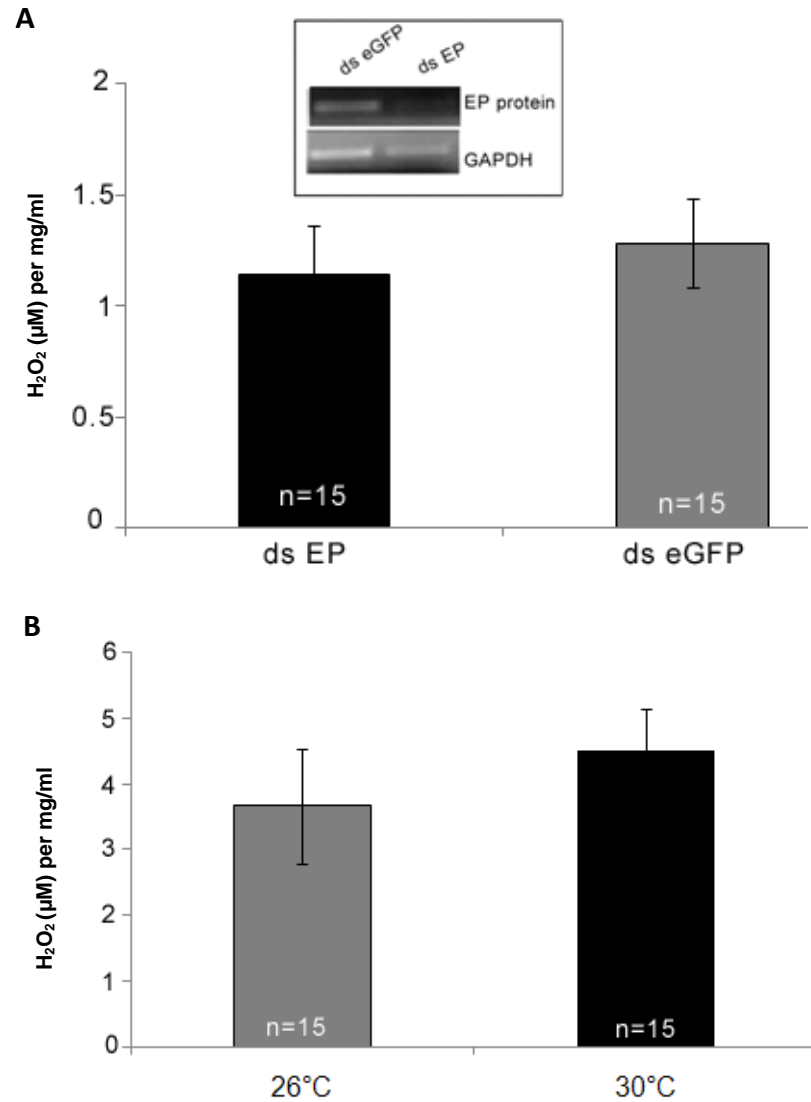 A
ds eGFP ds EP
EP protein
GAPDH
2
1.5
1
0.5
0
H₂O₂ (µM) per mg/ml
n=15
n=15
ds EP
ds eGFP
B
6
5
4
3
2
1
0
H₂O₂ (µM) per mg/ml
n=15
n=15
26°C
30°C